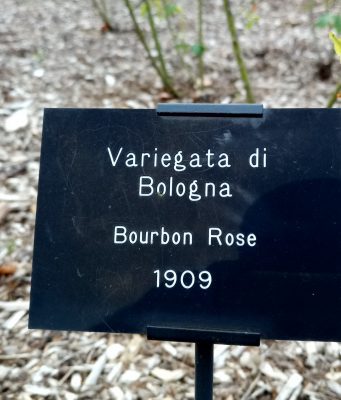 Variegata di
Bologna
Bourbon Rose
1909